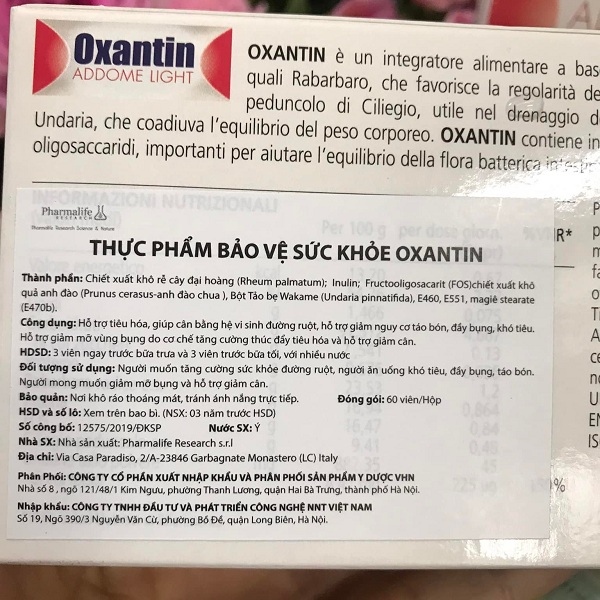 Oxantin
ADDOME LIGHT
OXANTIN è un integratore alimentare a bas
quali Rabarbaro, che favorisce la regolarità de
peduncolo di Ciliegio, utile nel drenaggio d
Undaria, che coadiuva l'equilibrio del peso corporeo. OXANTIN contiene in
oligosaccaridi, importanti per aiutare l'equilibrio della flora batterica
INFORMAZIONI NUTRIZIONALI
Per 100 g per dose giorn.
Pharmalife
RESEARCH
Pharmalife Research Science & Nature
THỰC PHẨM BẢO VỆ SỨC KHỎE OXANTIN
Thành phần: Chiết xuất khô rễ cây đại hoàng (Rheum palmatum); Inulin; Fructooligosacarit (FOS)chiết xuất khô
quả anh đào (Prunus cerasus-anh đào chua ), Bột Tảo bẹ Wakame (Undaria pinnatifida), E460, E551, magiê stearate
(E470b).
Công dụng: Hỗ trợ tiêu hóa, giúp cân bằng hệ vi sinh đường ruột, hỗ trợ giảm nguy cơ táo bón, đầy bụng, khó tiêu.
Hỗ trợ giảm mỡ vùng bụng do cơ chế tăng cường thúc đẩy tiêu hóa và hỗ trợ giảm cân.
HDSD: 3 viên ngay trước bữa trưa và 3 viên trước bữa tối, với nhiều nước
Đối tượng sử dụng: Người muốn tăng cường sức khỏe đường ruột, người ăn uống khó tiêu, đầy bụng, táo bón.
Người mong muốn giảm mỡ bụng và hỗ trợ giảm cân.
Bảo quản: Nơi khô ráo thoáng mát, tránh ánh nắng trực tiếp. Đóng gói: 60 viên/Hộp
HSD và số lô: Xem trên bao bì. (NSX: 03 năm trước HSD)
Số công bố: 12575/2019/ĐKSP Nước SX: Ý
Nhà SX: Nhà sản xuất: Pharmalife Research s.r.l
Địa chỉ: Via Casa Paradiso, 2/A-23846 Garbagnate Monastero (LC) Italy
Phân Phối: CÔNG TY CỔ PHẦN XUẤT NHẬP KHẨU VÀ PHÂN PHỐI SẢN PHẨM Y DƯỢC VHN
Nhà số 8 , ngõ 121/48/1 Kim Ngưu, phường Thanh Lương, quận Hai Bà Trưng, thành phố Hà Nội.
Nhập khẩu: CÔNG TY TNHH ĐẦU TƯ VÀ PHÁT TRIỂN CÔNG NGHỆ NNT VIỆT NAM
Số 19, Ngõ 390/3 Nguyễn Văn Cừ, phường Bồ Đề, quận Long Biên, Hà Nội.